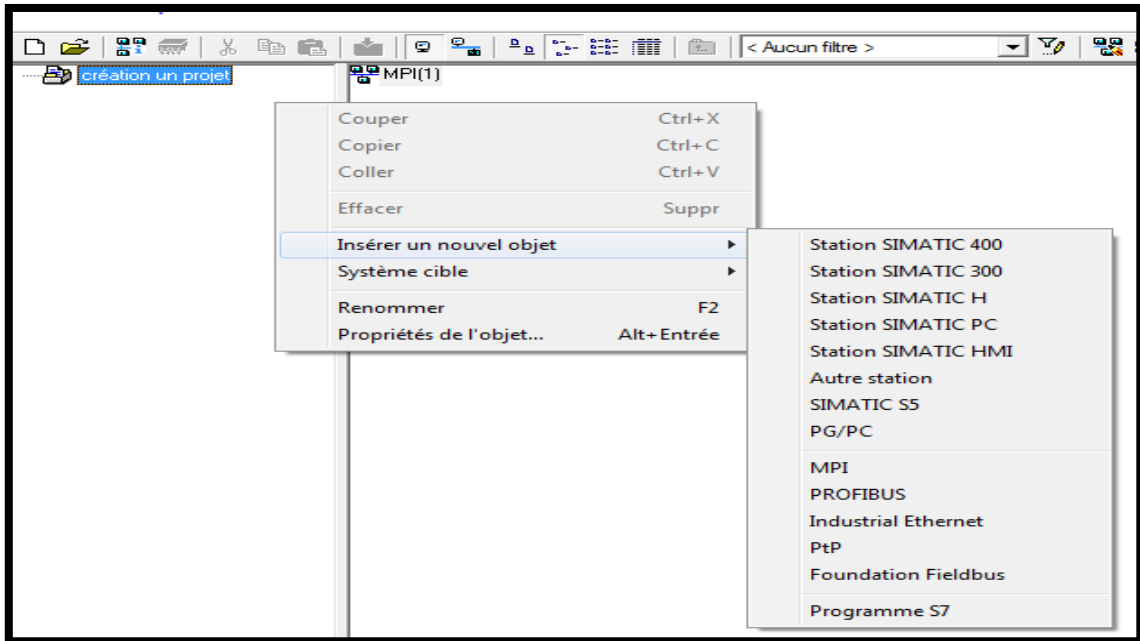 < Aucun filtre >
création un projet
MPI(1)
Couper Ctrl+X
Copier Ctrl+C
Coller Ctrl+V
Effacer Suppr
Insérer un nouvel objet
Système cible
Renommer F2
Propriétés de l'objet... Alt+Entrée
Station SIMATIC 400
Station SIMATIC 300
Station SIMATIC H
Station SIMATIC PC
Station SIMATIC HMI
Autre station
SIMATIC S5
PG/PC
MPI
PROFIBUS
Industrial Ethernet
PtP
Foundation Fieldbus
Programme S7